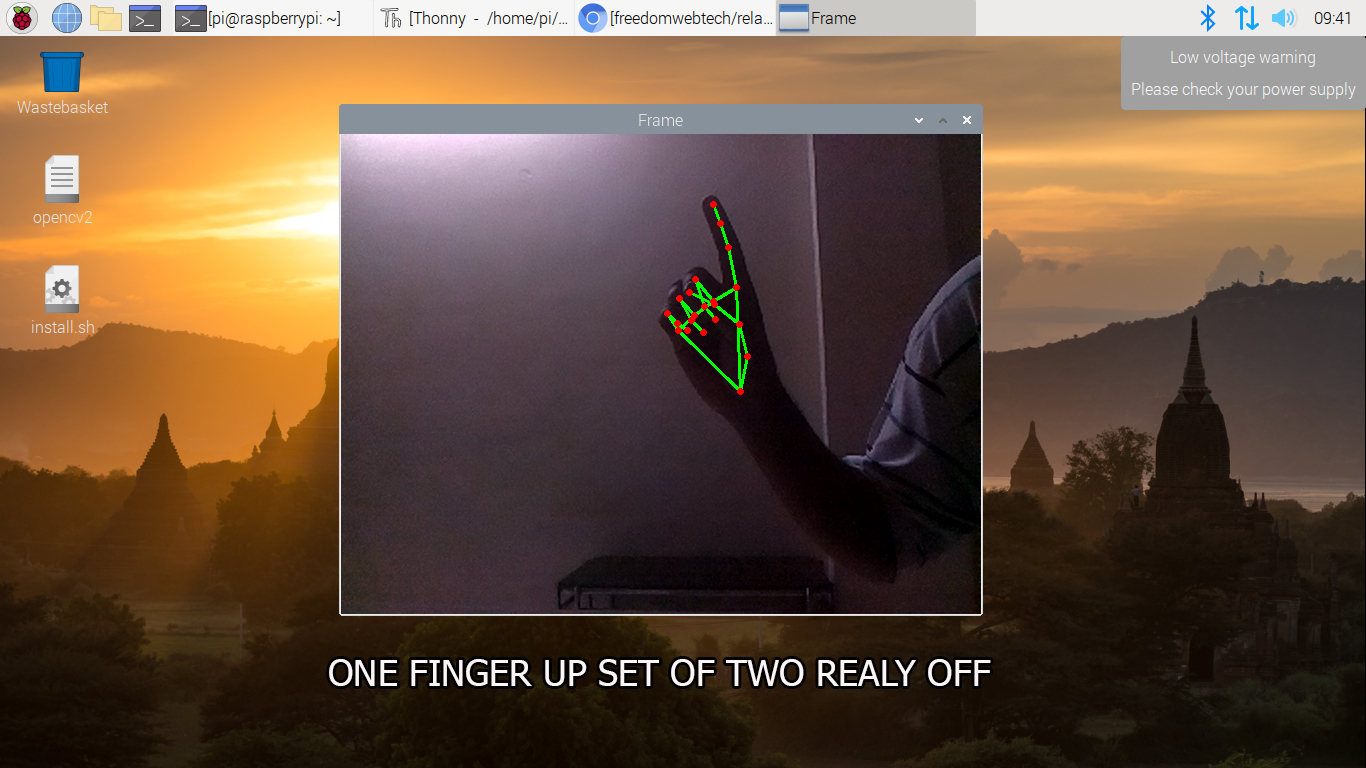 [pi@raspberrypi: ~]
[Thonny - /home/pi/...
[freedomwebtech/rela...
Frame
09:41
Low voltage warning
Please check your power supply
Wastebasket
opencv2
install.sh
Frame
ONE FINGER UP SET OF TWO REALY OFF